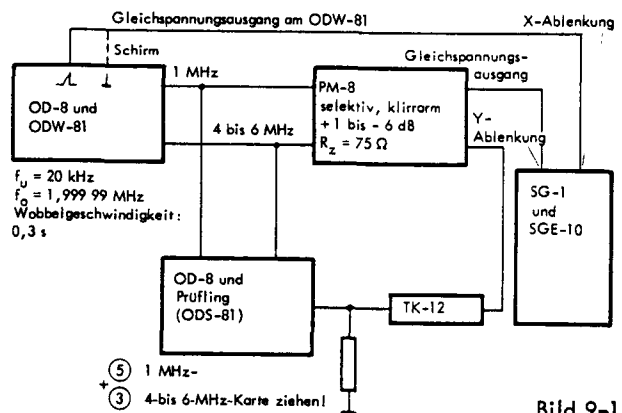 Gleichspannungsausgang am ODW-81
X-Ablenkung
Schirm
1 MHz
Gleichspannungs-
ausgang
OD-8 und
ODW-81
PM-8
selektiv, klirrarm
+ 1 bis - 6 dB
R_z = 75 Ω
4 bis 6 MHz
Y-
Ablenkung
f_u = 20 kHz
f_o = 1,999 99 MHz
Wobbelgeschwindigkeit:
0,3 s
SG-1
und
SGE-10
OD-8 und
Prüfling
(ODS-81)
TK-12
5 1 MHz-
+
3 4-bis 6-MHz-Karte ziehen!
Bild 9-1